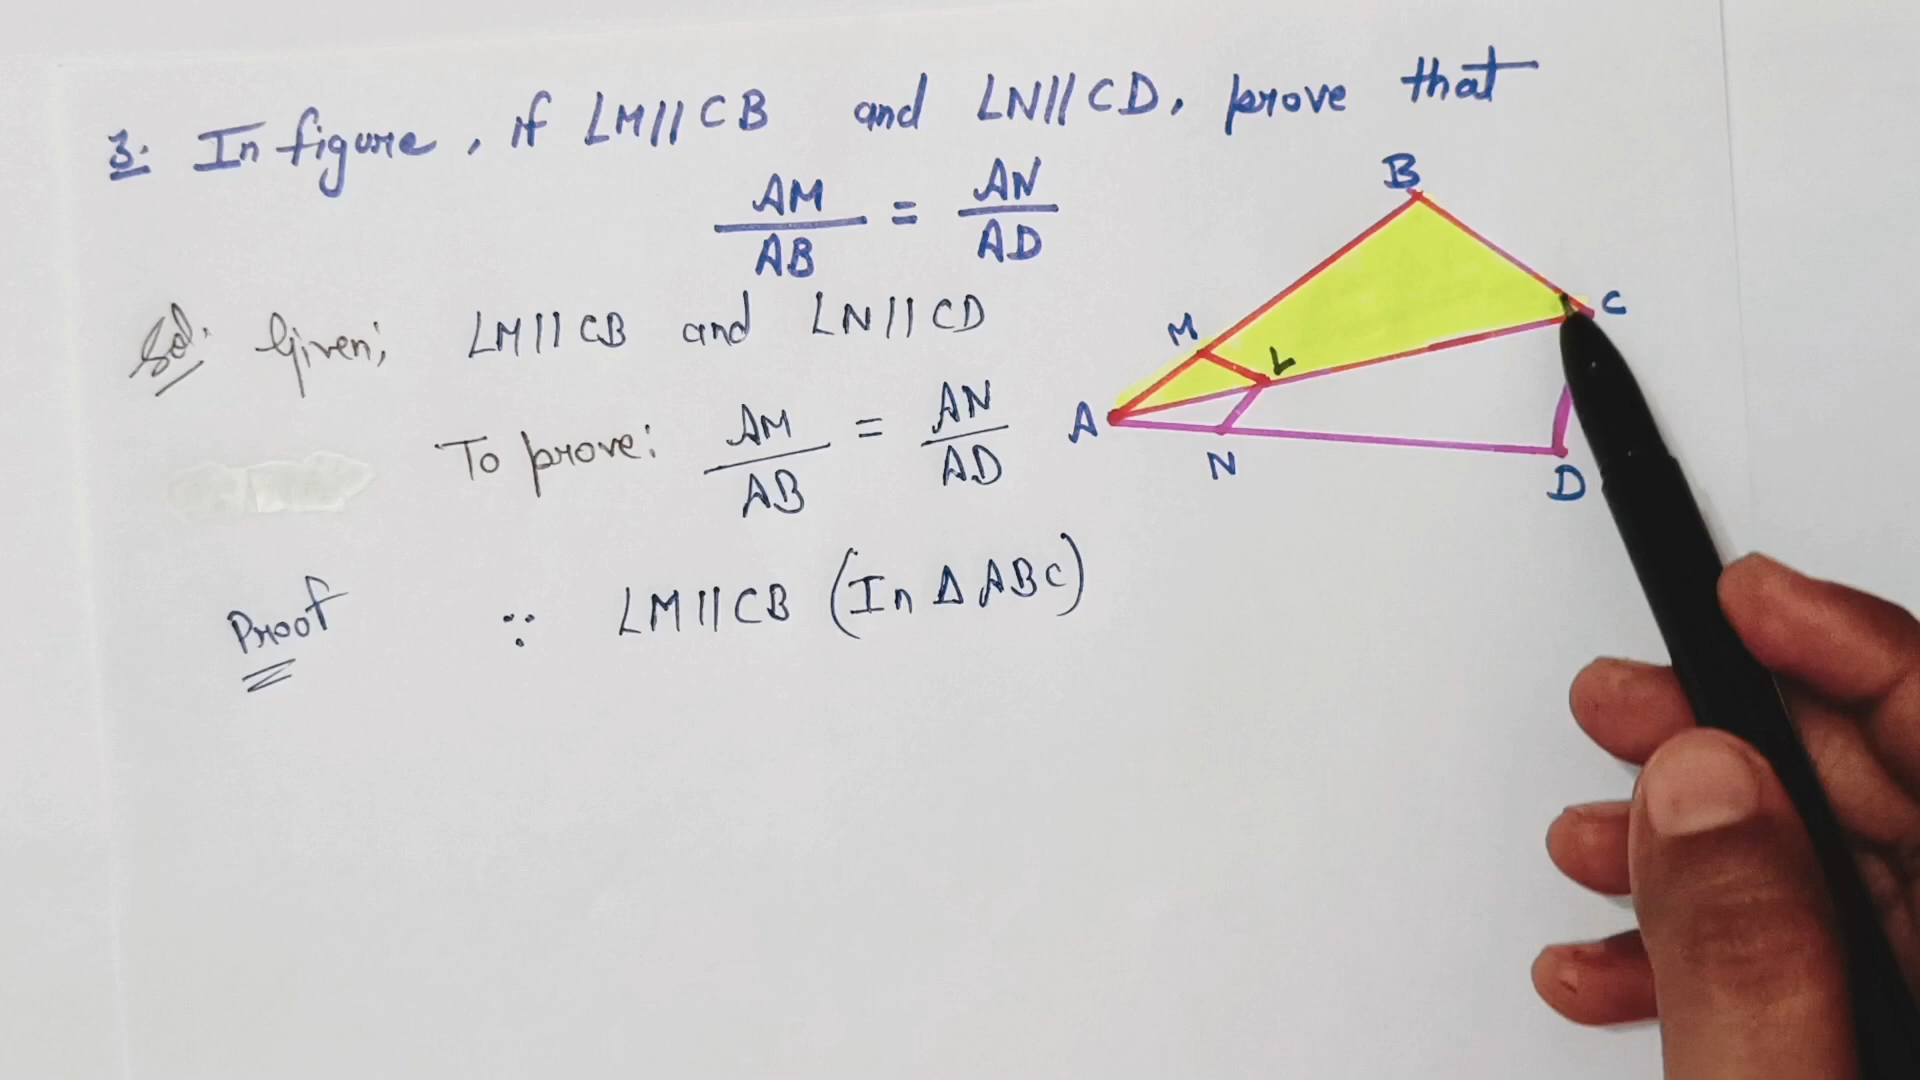 3. In figure, if LM||CB and LN||CD, prove that
AM/AB = AN/AD
Sol. Given; LM||CB and LN||CD
To prove: AM/AB = AN/AD
Proof ∵ LM||CB (In Δ ABC)
B
C
M
L
A
N
D